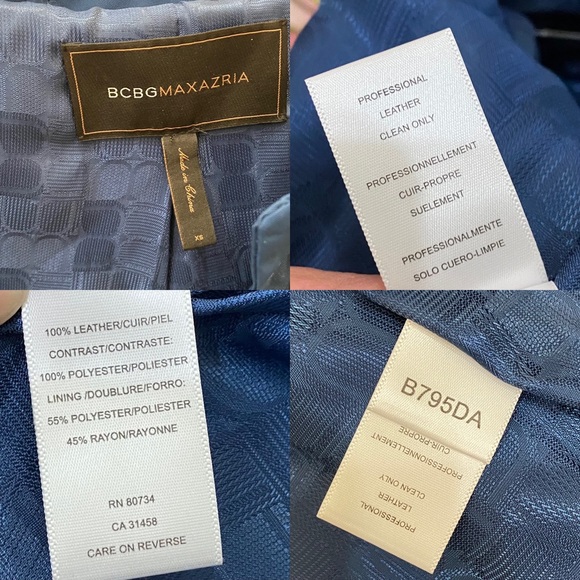 BCBGMAXAZRIA
Made in China
XS
PROFESSIONAL
LEATHER
CLEAN ONLY
PROFESSIONNELLEMENT
CUIR-PROPRE
SUELEMENT
PROFESSIONALMENTE
SOLO CUERO-LIMPIE
100% LEATHER/CUIR/PIEL
CONTRAST/CONTRASTE:
100% POLYESTER/POLIESTER
LINING /DOUBLURE/FORRO:
55% POLYESTER/POLIESTER
45% RAYON/RAYONNE
RN 80734
CA 31458
CARE ON REVERSE
B795DA
CUIR-PROPRE
PROFESSIONNELLEMENT
CLEAN ONLY
LEATHER
PROFESSIONAL